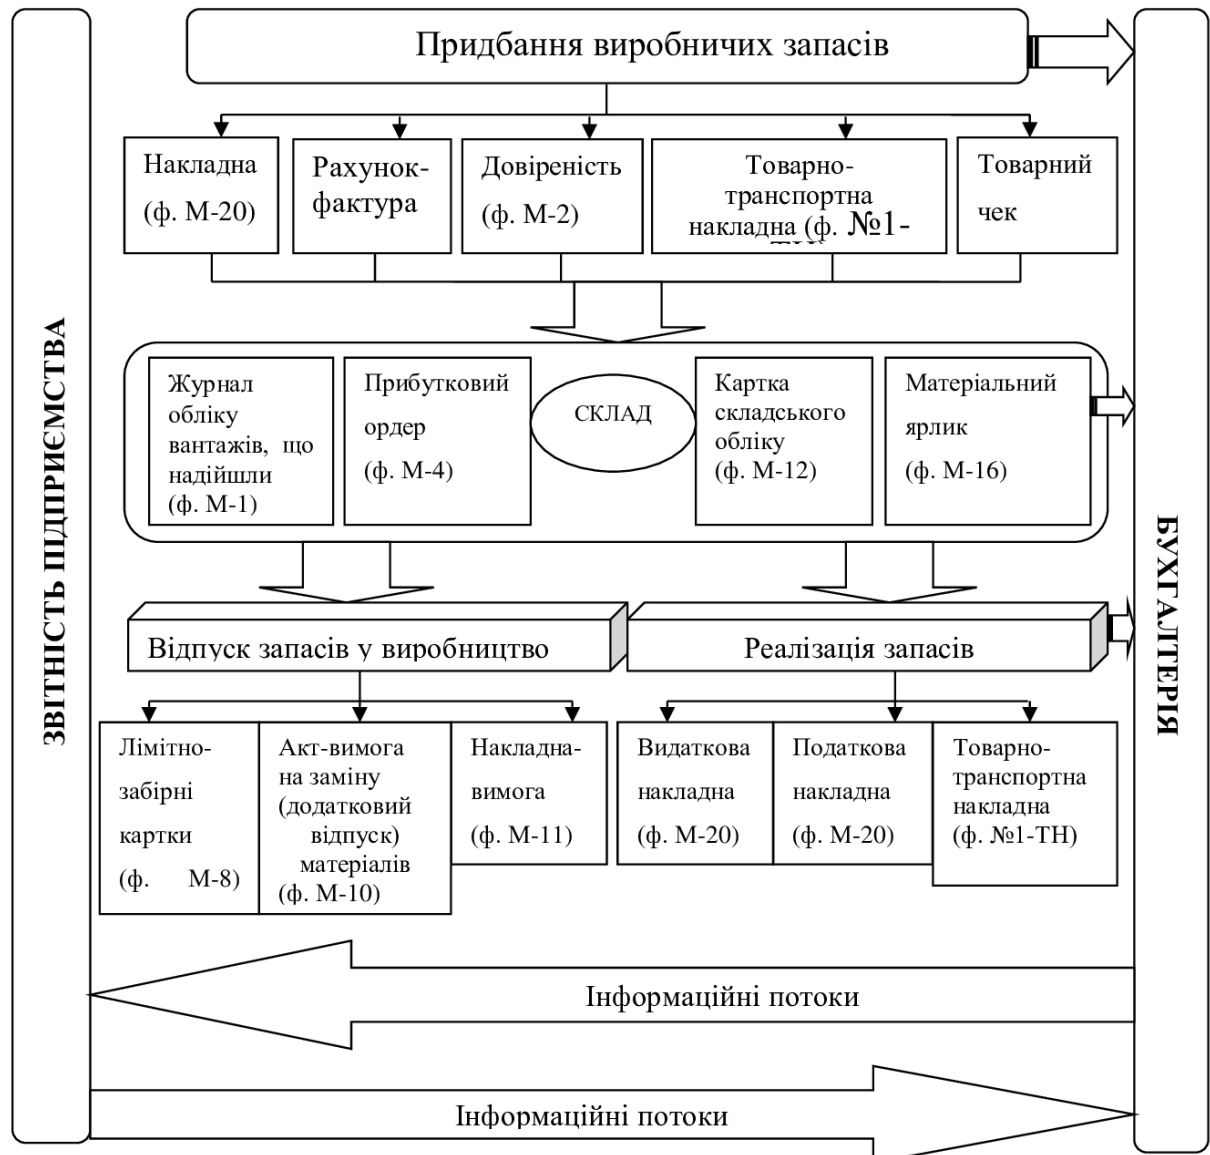 Придбання виробничих запасів
Накладна
(ф. М-20)
Рахунок-
фактура
Довіреність
(ф. М-2)
Товарно-
транспортна
накладна (ф. №1-
Товарний
чек
ЗВІТНІСТЬ ПІДПРИЄМСТВА
БУХГАЛТЕРІЯ
Журнал
обліку
вантажів, що
надійшли
(ф. М-1)
Прибутковий
ордер
(ф. М-4)
СКЛАД
Картка
складського
обліку
(ф. М-12)
Матеріальний
ярлик
(ф. М-16)
Відпуск запасів у виробництво
Реалізація запасів
Лімітно-
забірні
картки
(ф. М-8)
Акт-вимога
на заміну
(додатковий
відпуск)
матеріалів
(ф. М-10)
Накладна-
вимога
(ф. М-11)
Видаткова
накладна
(ф. М-20)
Податкова
накладна
(ф. М-20)
Товарно-
транспортна
накладна
(ф. №1-ТН)
Інформаційні потоки
Інформаційні потоки